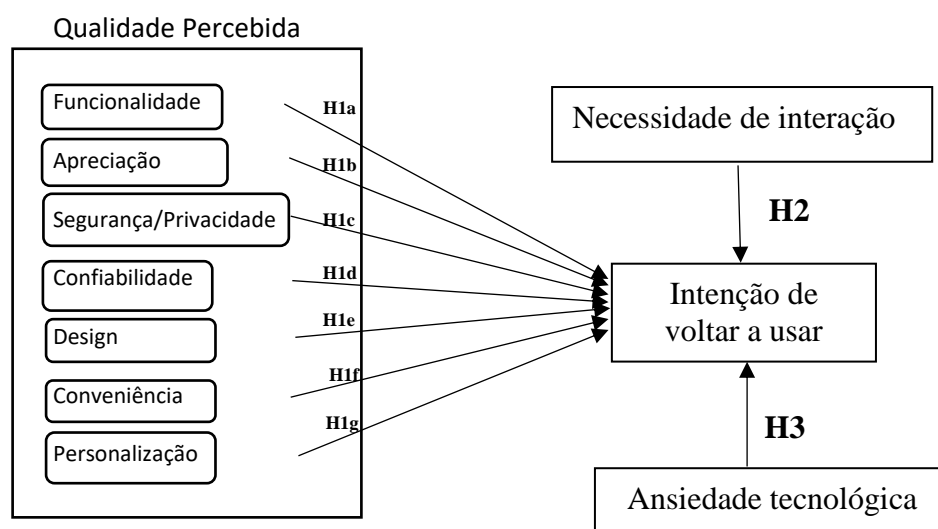 Qualidade Percebida
Funcionalidade
H1a
Apreciação
H1b
Segurança/Privacidade
H1c
Confiabilidade
H1d
Design
H1e
Conveniência
H1f
Personalização
H1g
Necessidade de interação
H2
Intenção de
voltar a usar
H3
Ansiedade tecnológica